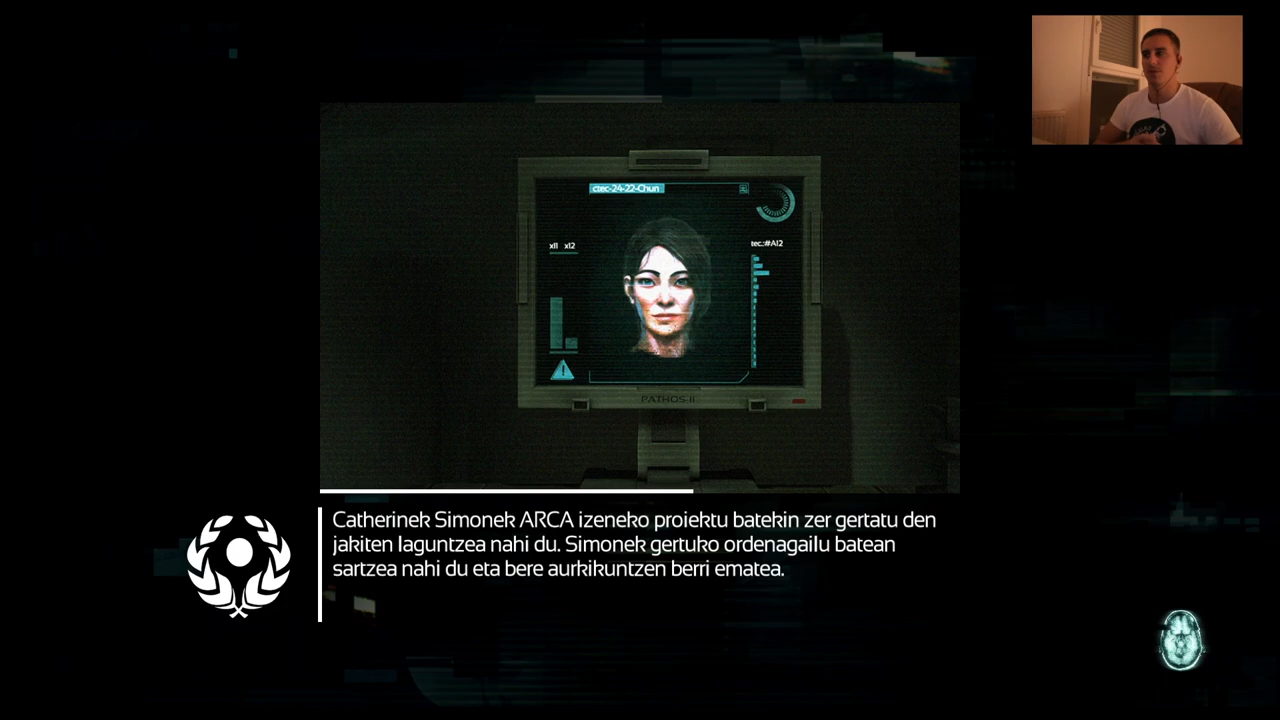 ctec-24-22-Chun
x11 x12
tec.:#A12
PATHOS-II
Catherinek Simonek ARCA izeneko proiektu batekin zer gertatu den
jakiten laguntzea nahi du. Simonek gertuko ordenagailu batean
sartzea nahi du eta bere aurkikuntzen berri ematea.